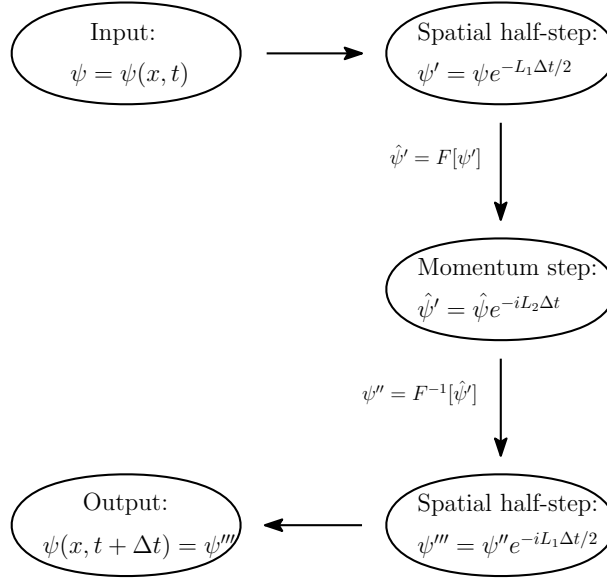 Input:
ψ = ψ(x, t)
Spatial half-step:
ψ′ = ψe^{−L₁Δt/2}
ψ̂′ = F[ψ′]
Momentum step:
ψ̂′ = ψ̂e^{−iL₂Δt}
ψ′′ = F^{−1}[ψ̂′]
Output:
ψ(x, t + Δt) = ψ′′′
Spatial half-step:
ψ′′′ = ψ′′e^{−iL₁Δt/2}